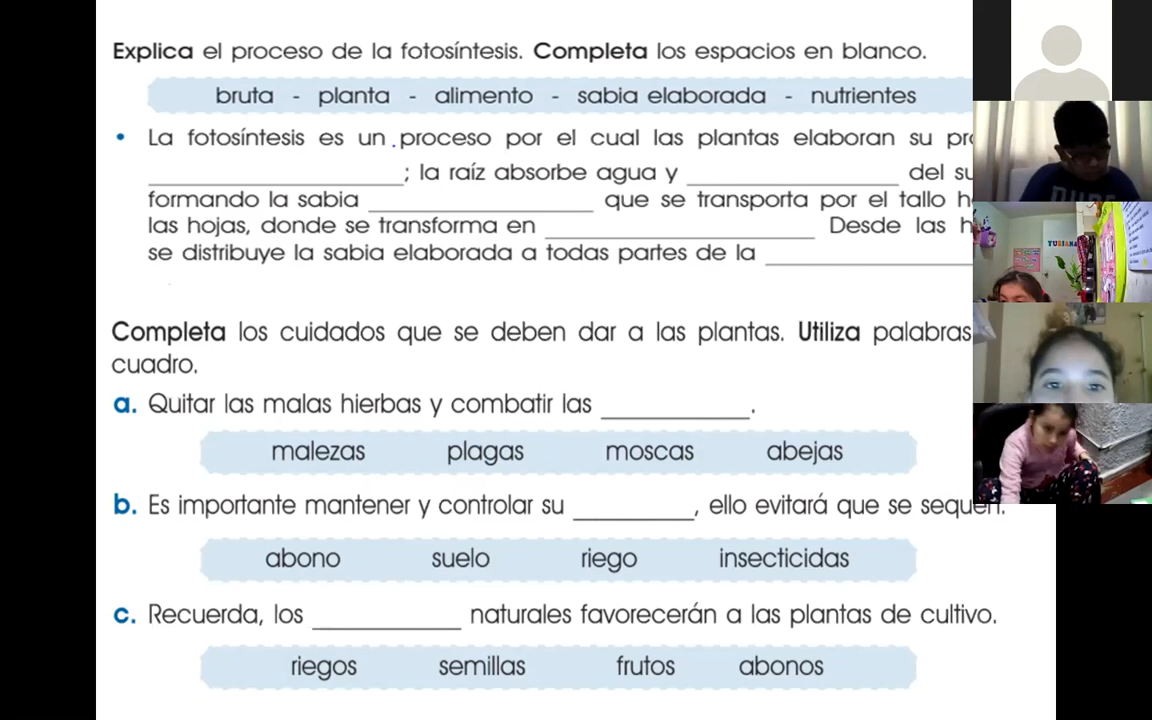 Explica el proceso de la fotosíntesis. Completa los espacios en blanco.
bruta - planta - alimento - sabia elaborada - nutrientes
• La fotosíntesis es un proceso por el cual las plantas elaboran su
; la raíz absorbe agua y del
formando la sabia que se transporta por el tallo
las hojas, donde se transforma en Desde las
se distribuye la sabia elaborada a todas partes de la
Completa los cuidados que se deben dar a las plantas. Utiliza palabras
cuadro.
a. Quitar las malas hierbas y combatir las .
malezas plagas moscas abejas
b. Es importante mantener y controlar su , ello evitará que se sequen.
abono suelo riego insecticidas
c. Recuerda, los naturales favorecerán a las plantas de cultivo.
riegos semillas frutos abonos